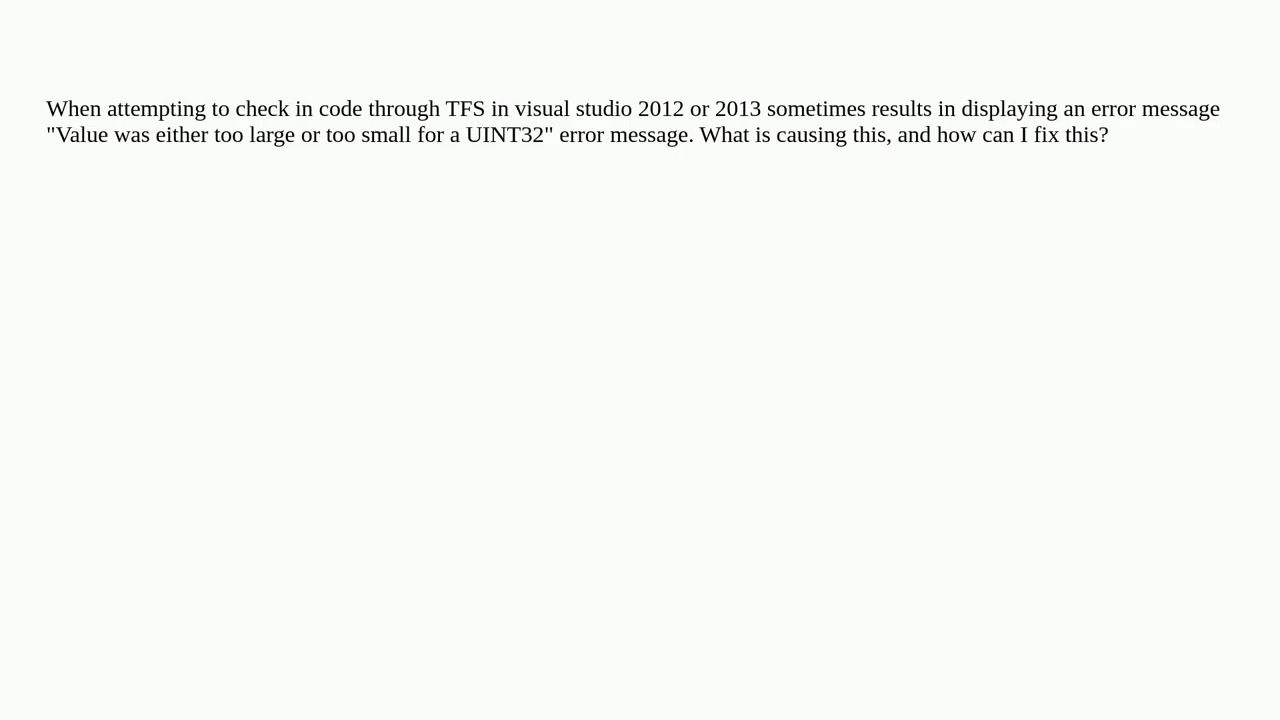 When attempting to check in code through TFS in visual studio 2012 or 2013 sometimes results in displaying an error message
"Value was either too large or too small for a UINT32" error message. What is causing this, and how can I fix this?